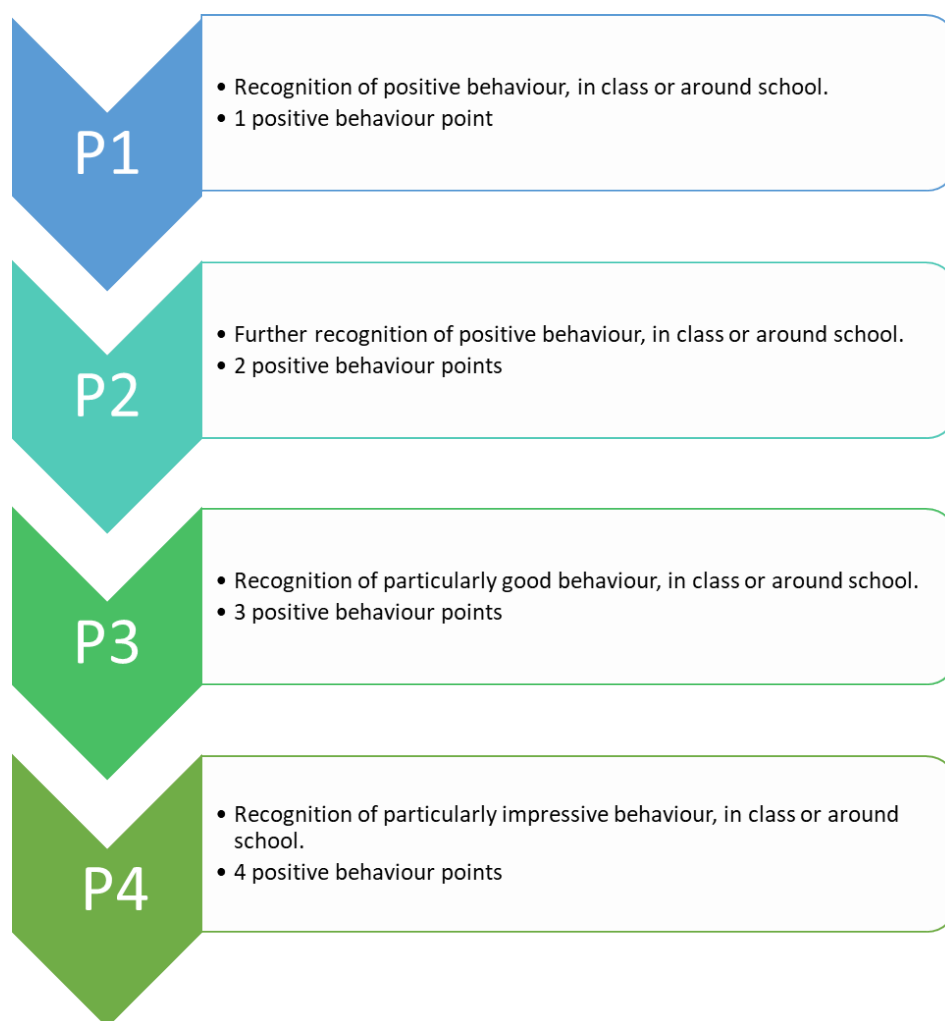 P1
• Recognition of positive behaviour, in class or around school.
• 1 positive behaviour point
P2
• Further recognition of positive behaviour, in class or around school.
• 2 positive behaviour points
P3
• Recognition of particularly good behaviour, in class or around school.
• 3 positive behaviour points
P4
• Recognition of particularly impressive behaviour, in class or around
school.
• 4 positive behaviour points